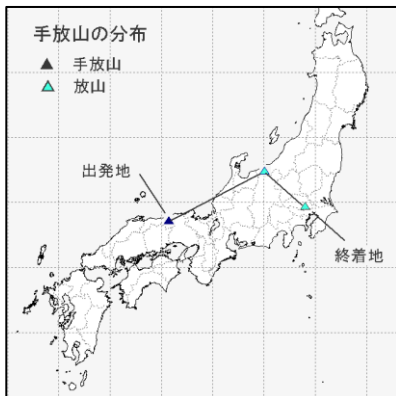 手放山の分布
▲ 手放山
▲ 放山
出発地
終着地